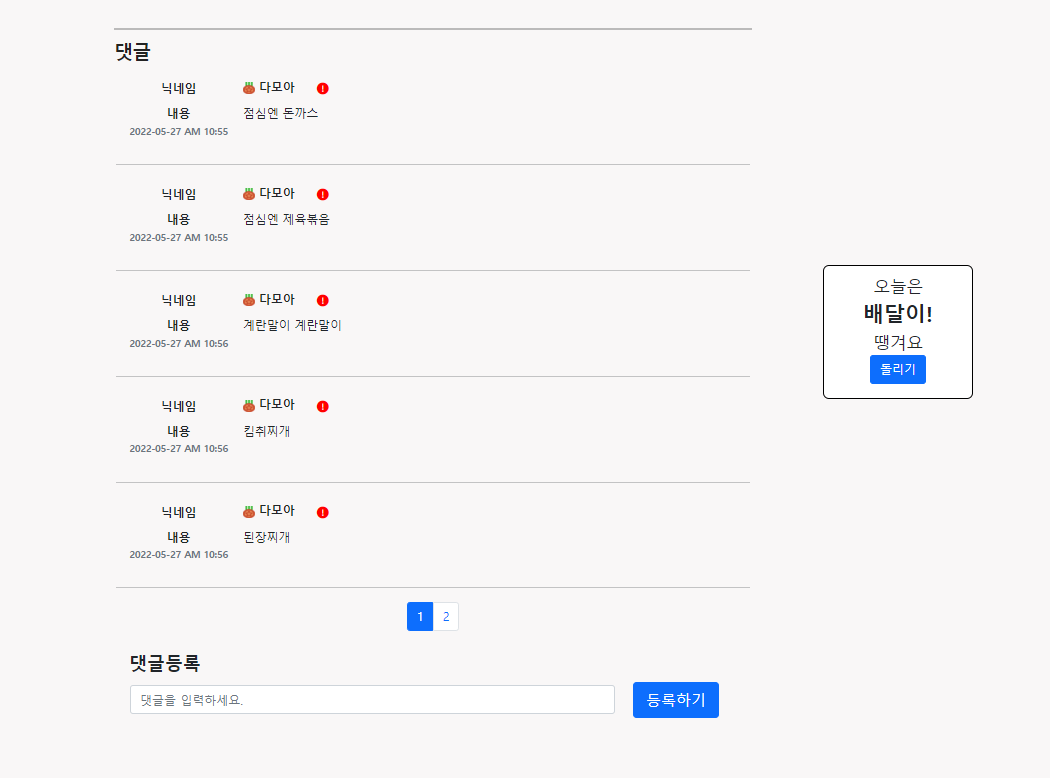 댓글
닉네임 다모아
내용 점심엔 돈까스
2022-05-27 AM 10:55
닉네임 다모아
내용 점심엔 제육볶음
2022-05-27 AM 10:55
닉네임 다모아
내용 계란말이 계란말이
2022-05-27 AM 10:56
닉네임 다모아
내용 킴취찌개
2022-05-27 AM 10:56
닉네임 다모아
내용 된장찌개
2022-05-27 AM 10:56
1 2
댓글등록
댓글을 입력하세요.
등록하기
오늘은
배달이!
땡겨요
돌리기